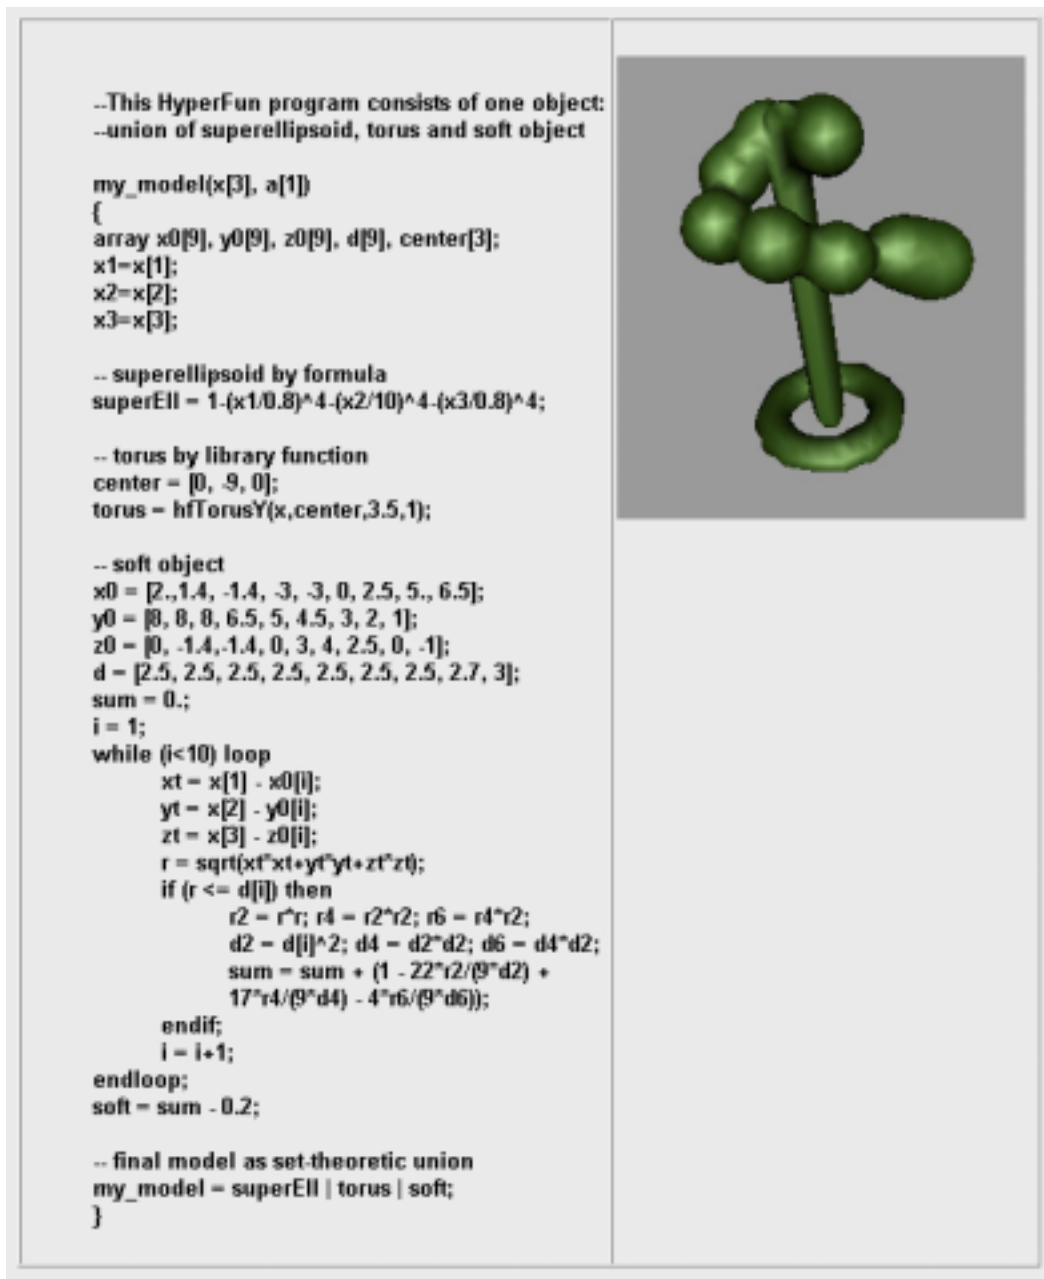 --This HyperFun program consists of one object:
--union of superellipsoid, torus and soft object
my_model(x[3], a[1])
{
array x0[9], y0[9], z0[9], d[9], center[3];
x1=x[1];
x2=x[2];
x3=x[3];
-- superellipsoid by formula
superEll = 1-(x1/0.8)^4-(x2/10)^4-(x3/0.8)^4;
-- torus by library function
center = [0, -9, 0];
torus = hfTorusY(x,center,3.5,1);
-- soft object
x0 = [2.,1.4, -1.4, -3, -3, 0, 2.5, 5., 6.5];
y0 = [8, 8, 8, 6.5, 5, 4.5, 3, 2, 1];
z0 = [0, -1.4,-1.4, 0, 3, 4, 2.5, 0, -1];
d = [2.5, 2.5, 2.5, 2.5, 2.5, 2.5, 2.5, 2.7, 3];
sum = 0.;
i = 1;
while (i<10) loop
xt = x[1] - x0[i];
yt = x[2] - y0[i];
zt = x[3] - z0[i];
r = sqrt(xt*xt+yt*yt+zt*zt);
if (r <= d[i]) then
r2 = r*r; r4 = r2*r2; r6 = r4*r2;
d2 = d[i]^2; d4 = d2*d2; d6 = d4*d2;
sum = sum + (1 - 22*r2/(9*d2) +
17*r4/(9*d4) - 4*r6/(9*d6));
endif;
i = i+1;
endloop;
soft = sum - 0.2;
-- final model as set-theoretic union
my_model = superEll | torus | soft;
}